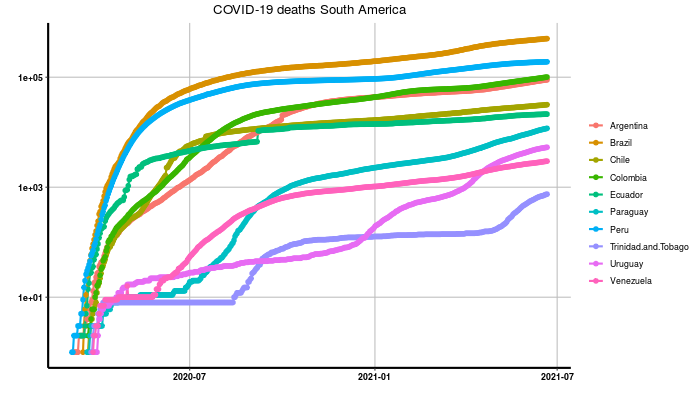 COVID-19 deaths South America
1e+05
1e+03
1e+01
2020-07
2021-01
2021-07
Argentina
Brazil
Chile
Colombia
Ecuador
Paraguay
Peru
Trinidad.and.Tobago
Uruguay
Venezuela